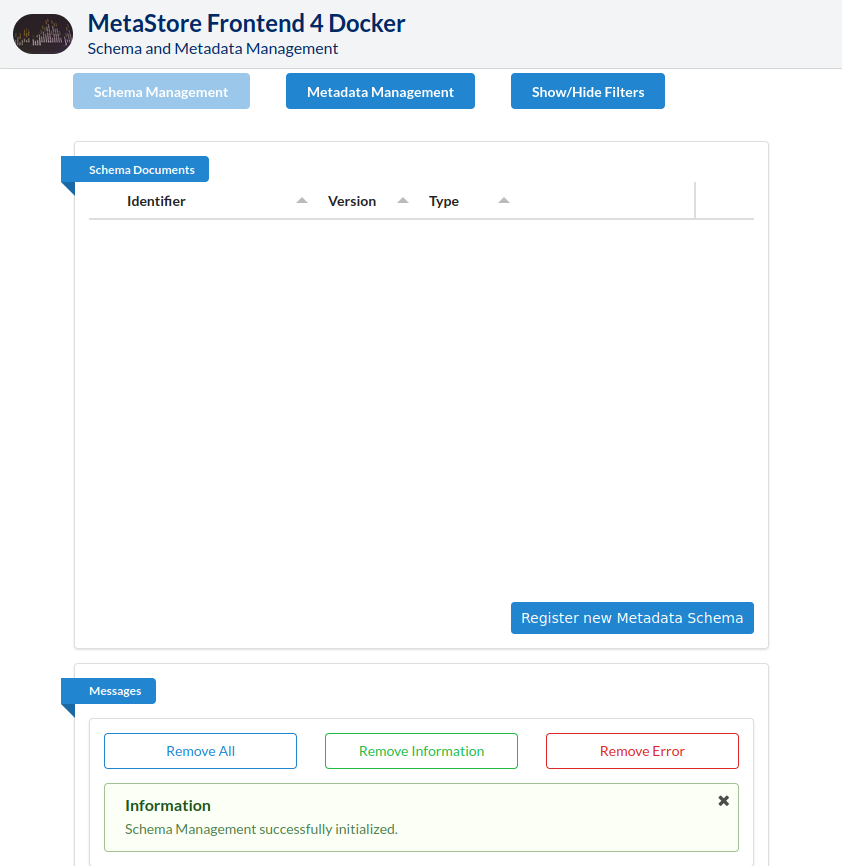 MetaStore Frontend 4 Docker
Schema and Metadata Management
Schema Management Metadata Management Show/Hide Filters
Schema Documents
Identifier Version Type
Register new Metadata Schema
Messages
Remove All Remove Information Remove Error
Information
Schema Management successfully initialized.